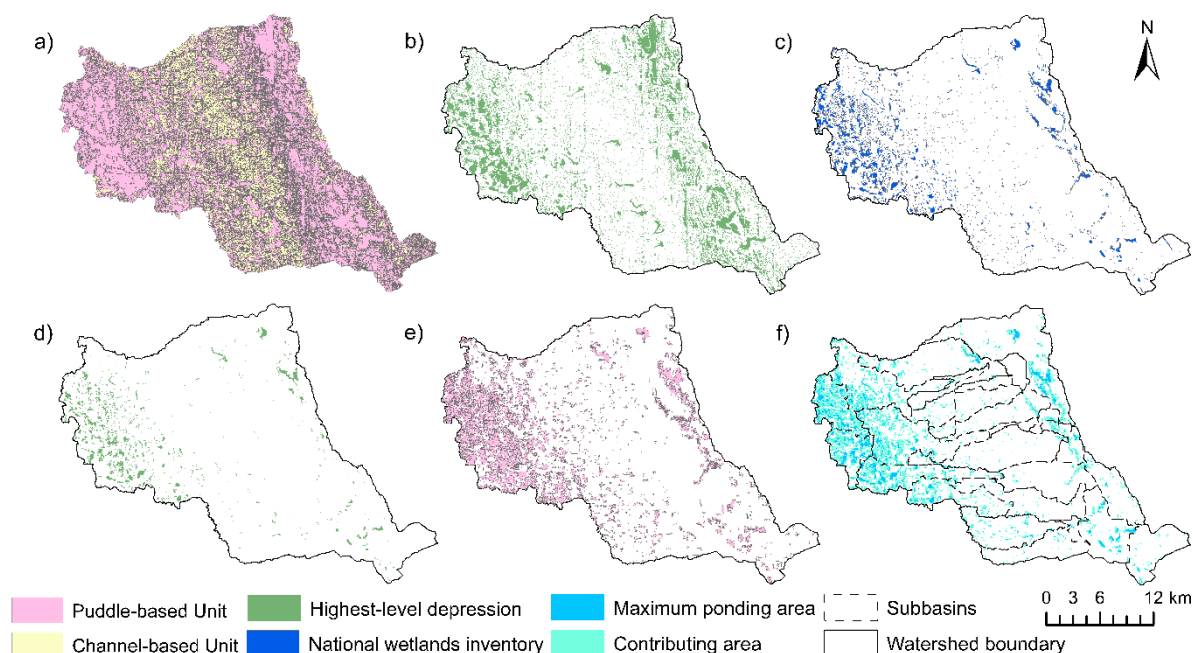 a)
b)
c)
N
d)
e)
f)
Puddle-based Unit
Highest-level depression
Maximum ponding area
Subbasins
0 3 6 12 km
Channel-based Unit
National wetlands inventory
Contributing area
Watershed boundary